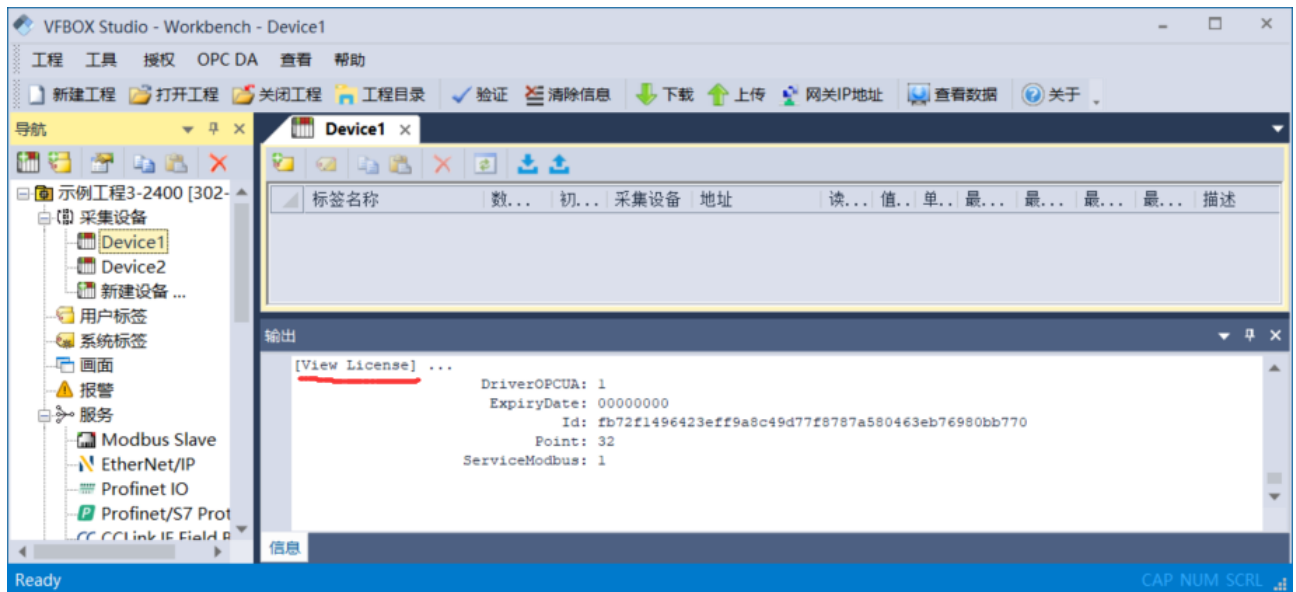 VFBOX Studio - Workbench - Device1
工程 工具 授权 OPC DA 查看 帮助
新建工程 打开工程 关闭工程 工程目录 验证 清除信息 下载 上传 网关IP地址 查看数据 关于
导航
Device1
示例工程3-2400 [302-
采集设备
Device1
Device2
新建设备 ...
用户标签
系统标签
画面
报警
服务
Modbus Slave
EtherNet/IP
Profinet IO
Profinet/S7 Prot
CCLink IE Field B
标签名称 数... 初... 采集设备 地址 读... 值.. 单.. 最... 最... 最... 最... 描述
输出
[View License] ...
DriverOPCUA: 1
ExpiryDate: 00000000
Id: fb72f1496423eff9a8c49d77f8787a580463eb76980bb770
Point: 32
ServiceModbus: 1
信息
Ready
CAP NUM SCRL